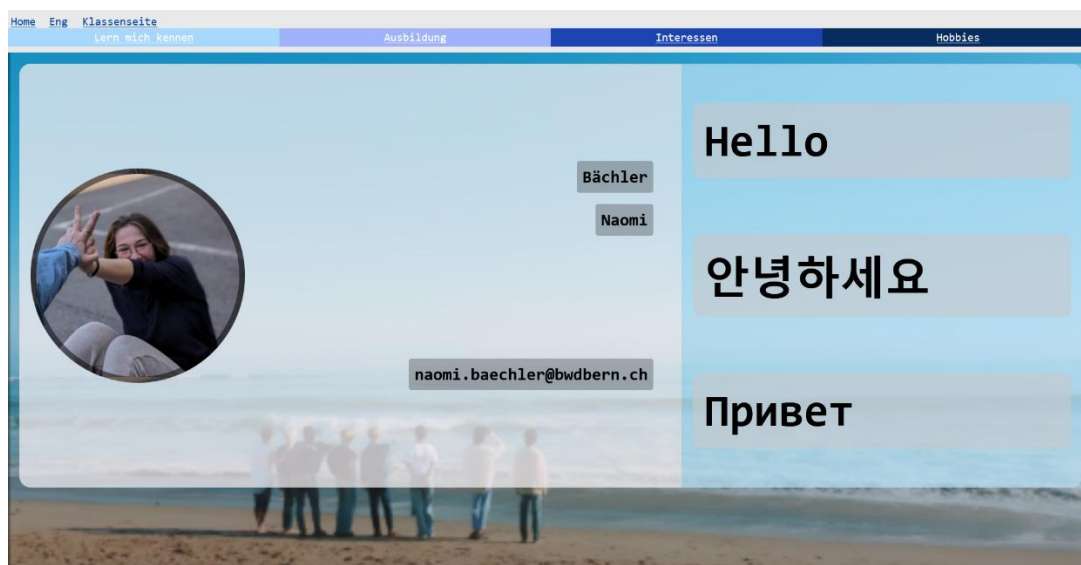 Home Eng Klassenseite
Lern mich kennen Ausbildung Interessen Hobbies
Bächler
Naomi
naomi.baechler@bwdbern.ch
Hello
안녕하세요
Привет